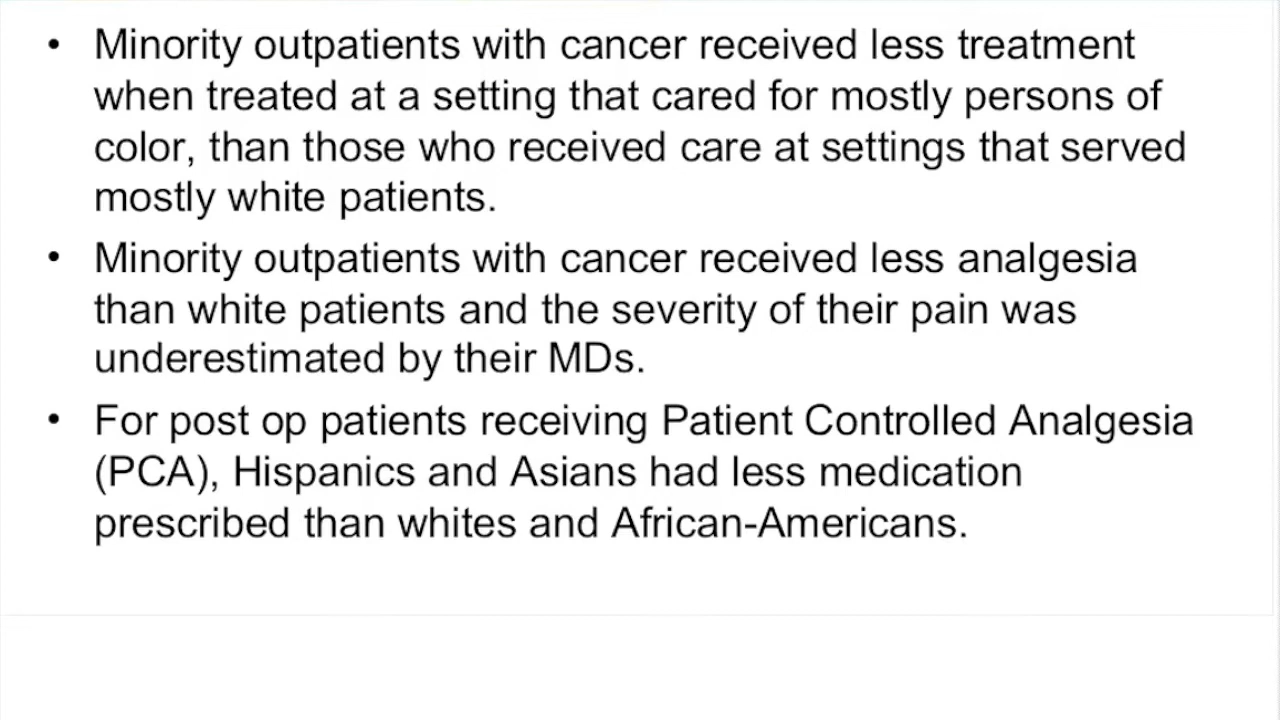 • Minority outpatients with cancer received less treatment
when treated at a setting that cared for mostly persons of
color, than those who received care at settings that served
mostly white patients.
• Minority outpatients with cancer received less analgesia
than white patients and the severity of their pain was
underestimated by their MDs.
• For post op patients receiving Patient Controlled Analgesia
(PCA), Hispanics and Asians had less medication
prescribed than whites and African-Americans.